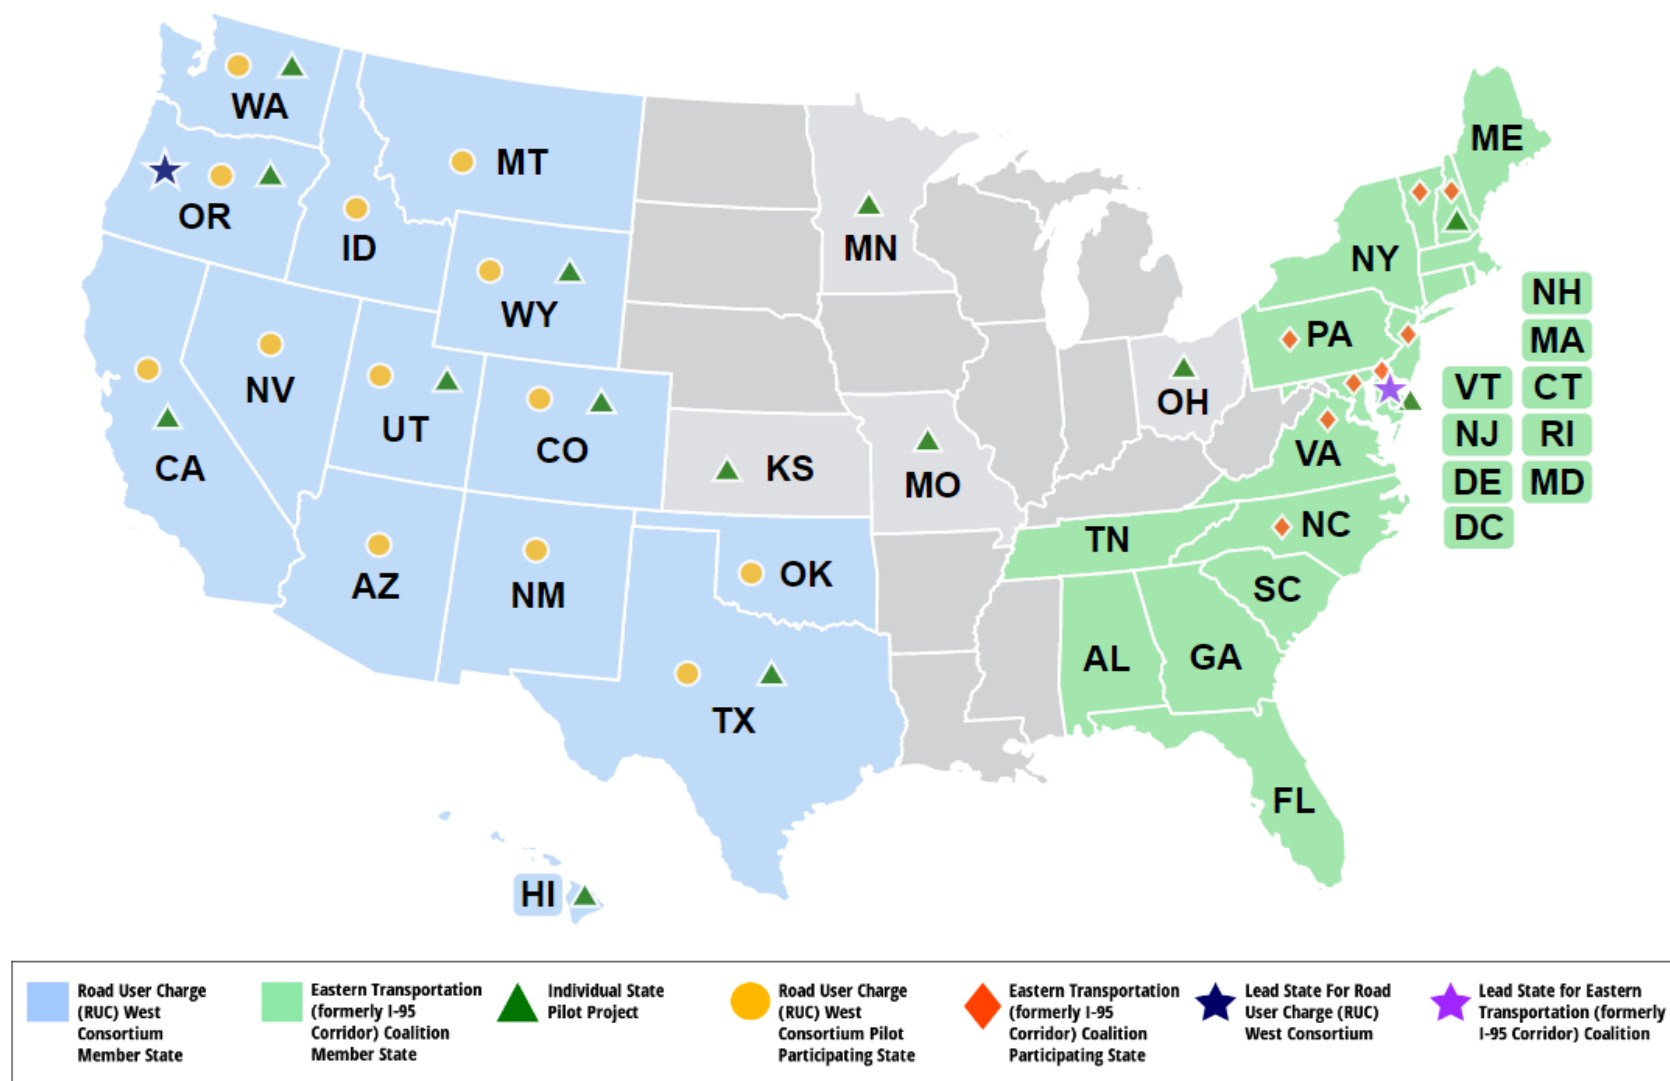 WA
ME
MT
OR
ID
MN
NY
NH
WY
PA
MA
NV
VT
CT
UT
CO
OH
NJ
RI
CA
KS
MO
VA
DE
MD
NC
DC
TN
AZ
NM
OK
SC
AL
GA
TX
FL
HI
Road User Charge
(RUC) West
Consortium
Member State
Eastern Transportation
(formerly I-95
Corridor) Coalition
Member State
Individual State
Pilot Project
Road User Charge
(RUC) West
Consortium Pilot
Participating State
Eastern Transportation
(formerly I-95
Corridor) Coalition
Participating State
Lead State For Road
User Charge (RUC)
West Consortium
Lead State for Eastern
Transportation (formerly
I-95 Corridor) Coalition